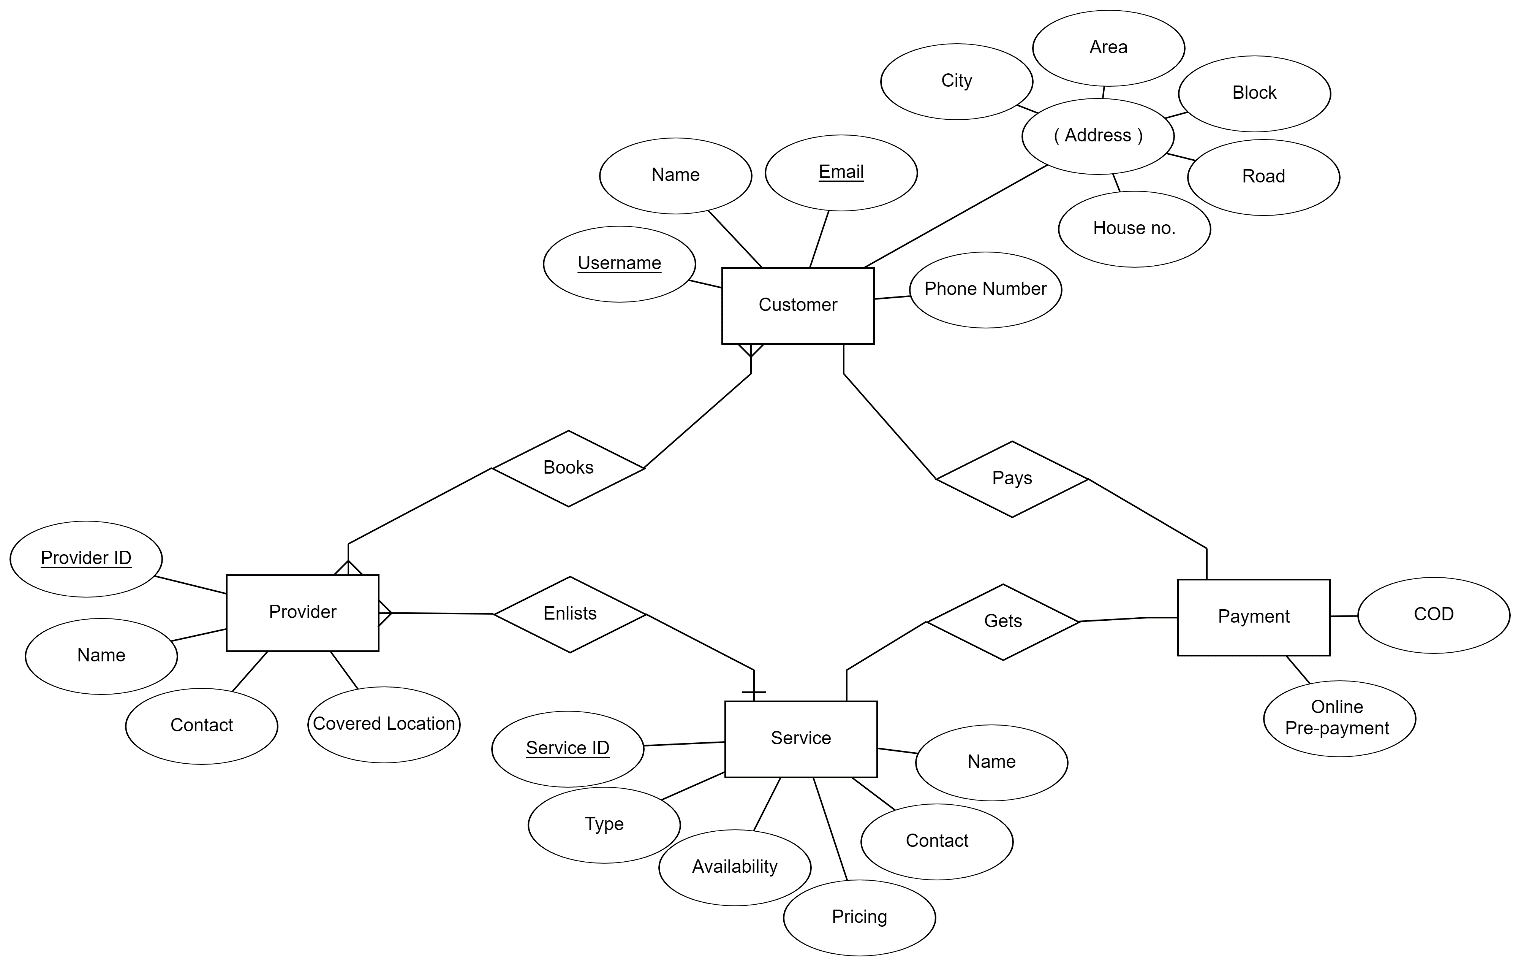 Area
City
Block
( Address )
Road
House no.
Name
Email
Username
Phone Number
Customer
Books
Pays
Provider ID
Provider
Name
Contact
Covered Location
Enlists
Gets
Payment
COD
Online
Pre-payment
Service ID
Service
Name
Type
Contact
Availability
Pricing